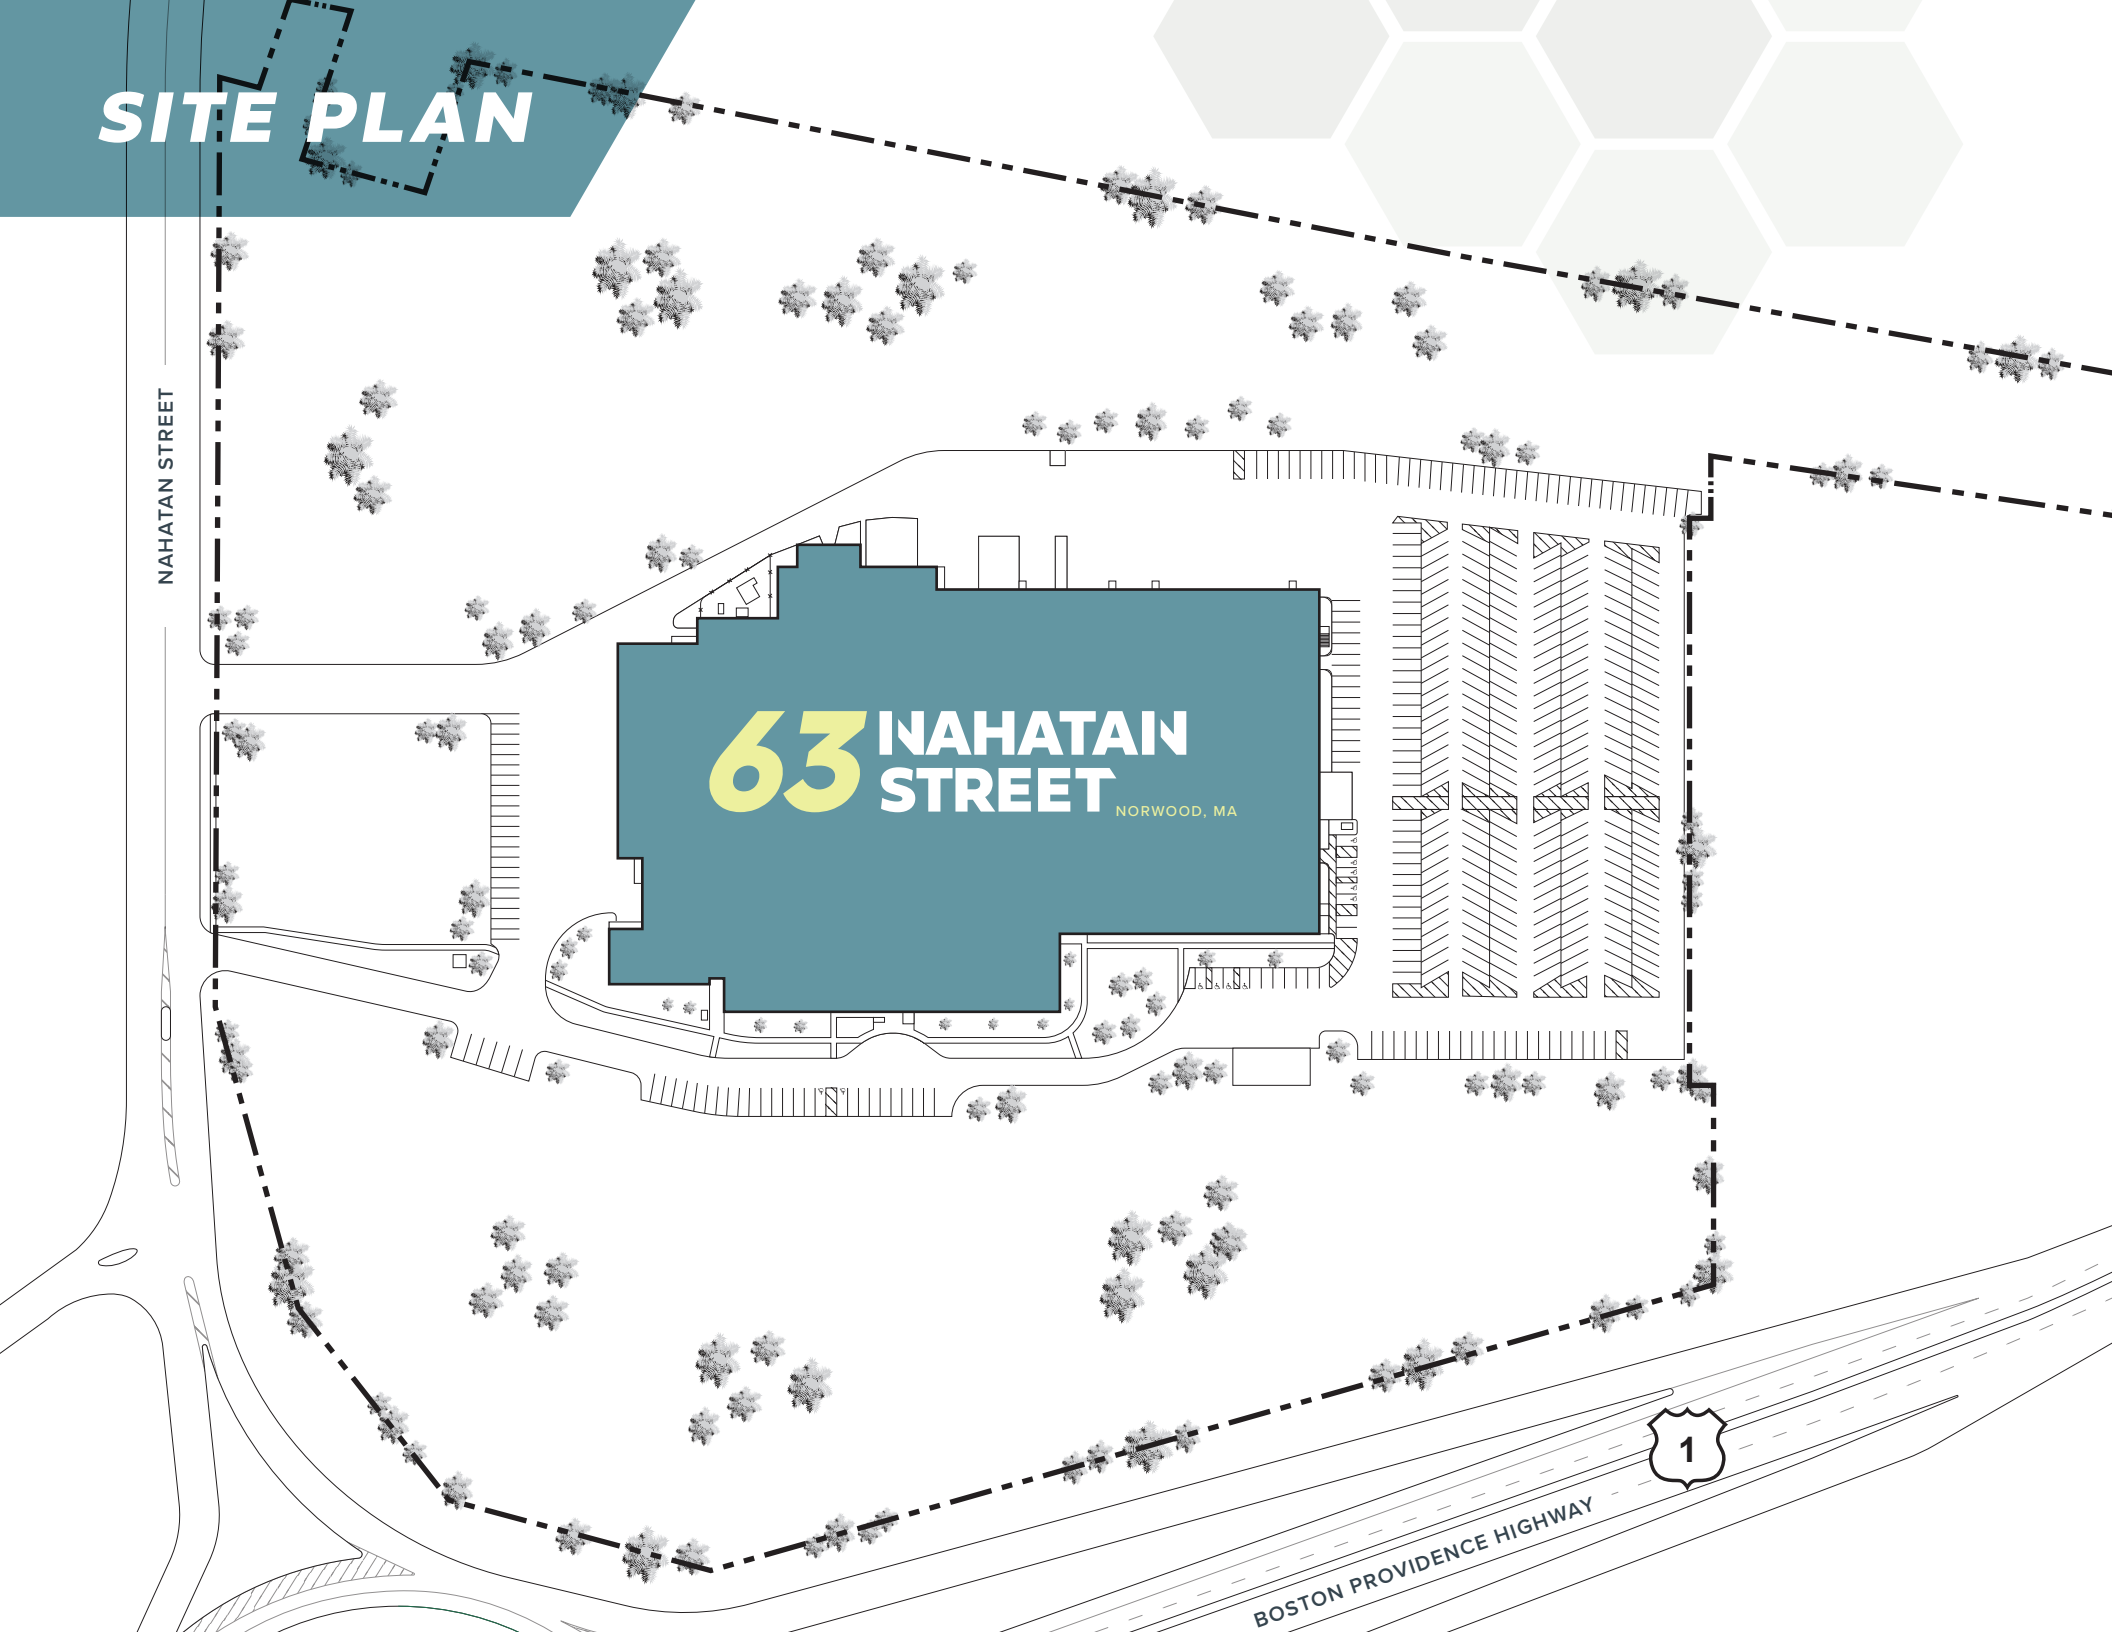 SITE PLAN
NAHATAN STREET
63 NAHATAN
STREET
NORWOOD, MA
1
BOSTON PROVIDENCE HIGHWAY